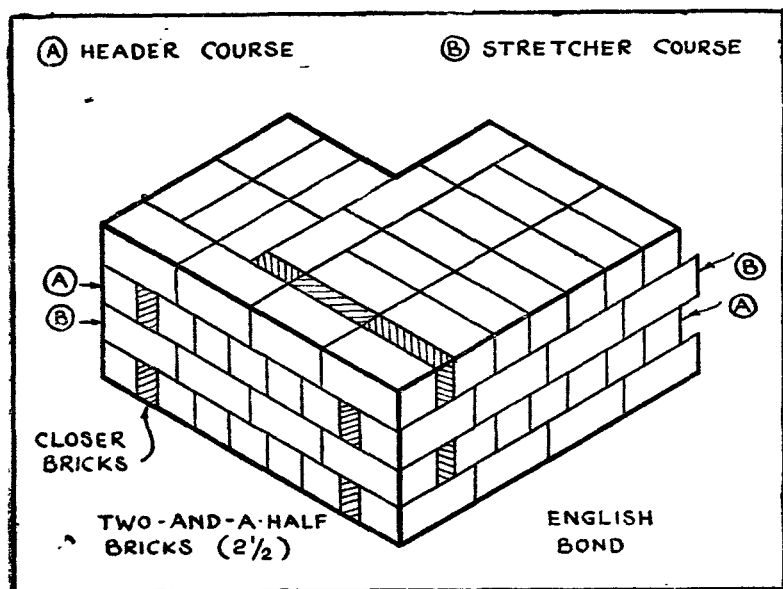 Ⓐ HEADER COURSE
Ⓑ STRETCHER COURSE
Ⓐ
Ⓑ
Ⓑ
Ⓐ
CLOSER
BRICKS
TWO-AND-A-HALF
BRICKS (2½)
ENGLISH
BOND